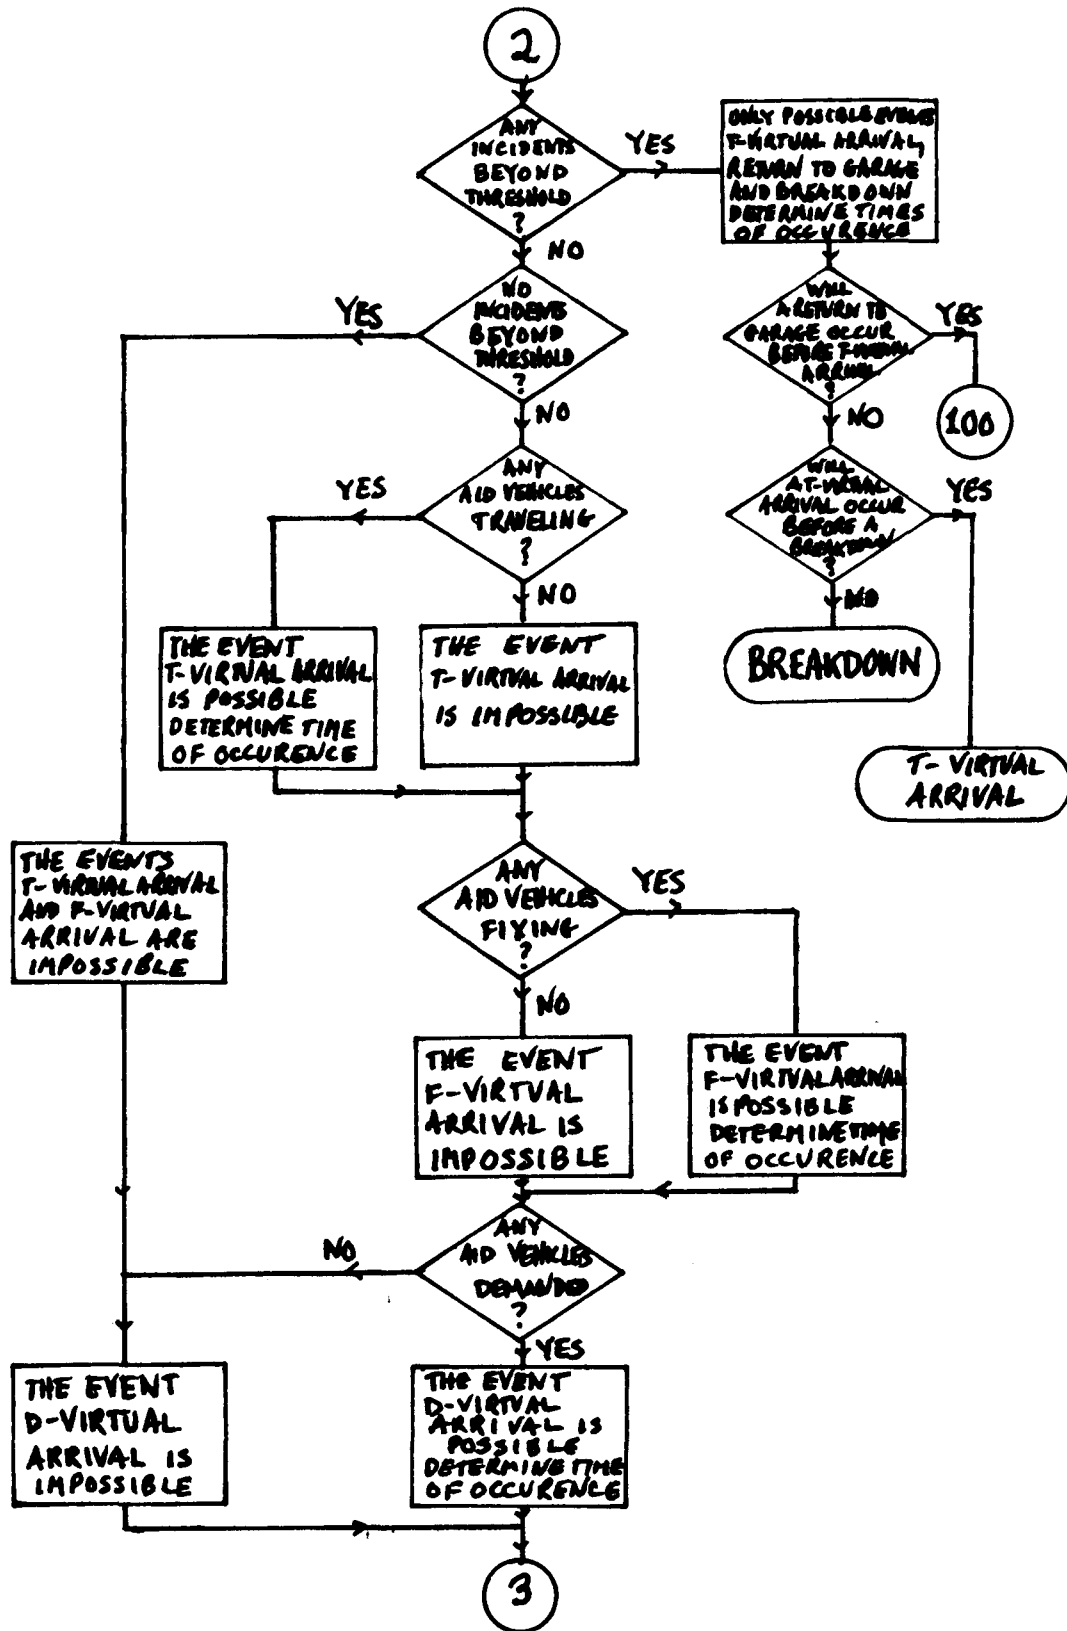 2
ANY
INCIDENTS
BEYOND
THRESHOLD
?
YES
ONLY POSSIBLE EVENTS
T-VIRTUAL ARRIVAL,
RETURN TO GARAGE
AND BREAKDOWN
DETERMINE TIMES
OF OCCURENCE
NO
NO
INCIDENTS
BEYOND
THRESHOLD
?
YES
WILL
A RETURN TO
GARAGE OCCUR
BEFORE T-VIRTUAL
ARRIVAL
?
YES
100
NO
NO
ANY
AID VEHICLES
TRAVELING
?
YES
WILL
A T-VIRTUAL
ARRIVAL OCCUR
BEFORE A
BREAKDOWN
?
YES
NO
NO
THE EVENT
T-VIRTUAL ARRIVAL
IS POSSIBLE
DETERMINE TIME
OF OCCURENCE
THE EVENT
T-VIRTUAL ARRIVAL
IS IMPOSSIBLE
BREAKDOWN
T-VIRTUAL
ARRIVAL
THE EVENTS
T-VIRTUAL ARRIVAL
AND F-VIRTUAL
ARRIVAL ARE
IMPOSSIBLE
ANY
AID VEHICLES
FIXING
?
YES
NO
THE EVENT
F-VIRTUAL
ARRIVAL IS
IMPOSSIBLE
THE EVENT
F-VIRTUAL ARRIVAL
IS POSSIBLE
DETERMINE TIME
OF OCCURENCE
ANY
AID VEHICLES
DEMANDED
?
NO
YES
THE EVENT
D-VIRTUAL
ARRIVAL IS
IMPOSSIBLE
THE EVENT
D-VIRTUAL
ARRIVAL IS
POSSIBLE
DETERMINE TIME
OF OCCURENCE
3